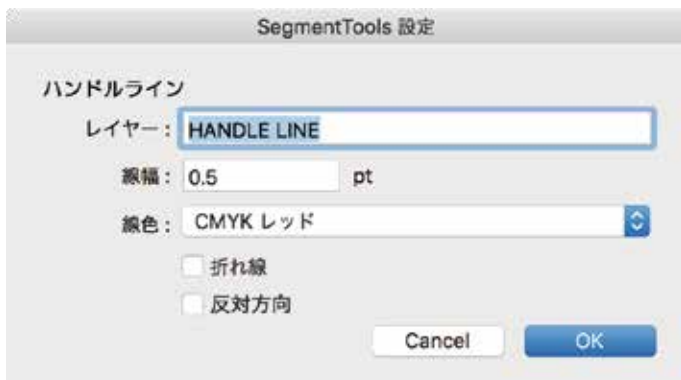 SegmentTools 設定
ハンドルライン
レイヤー： HANDLE LINE
線幅： 0.5 pt
線色： CMYK レッド
折れ線
反対方向
Cancel OK